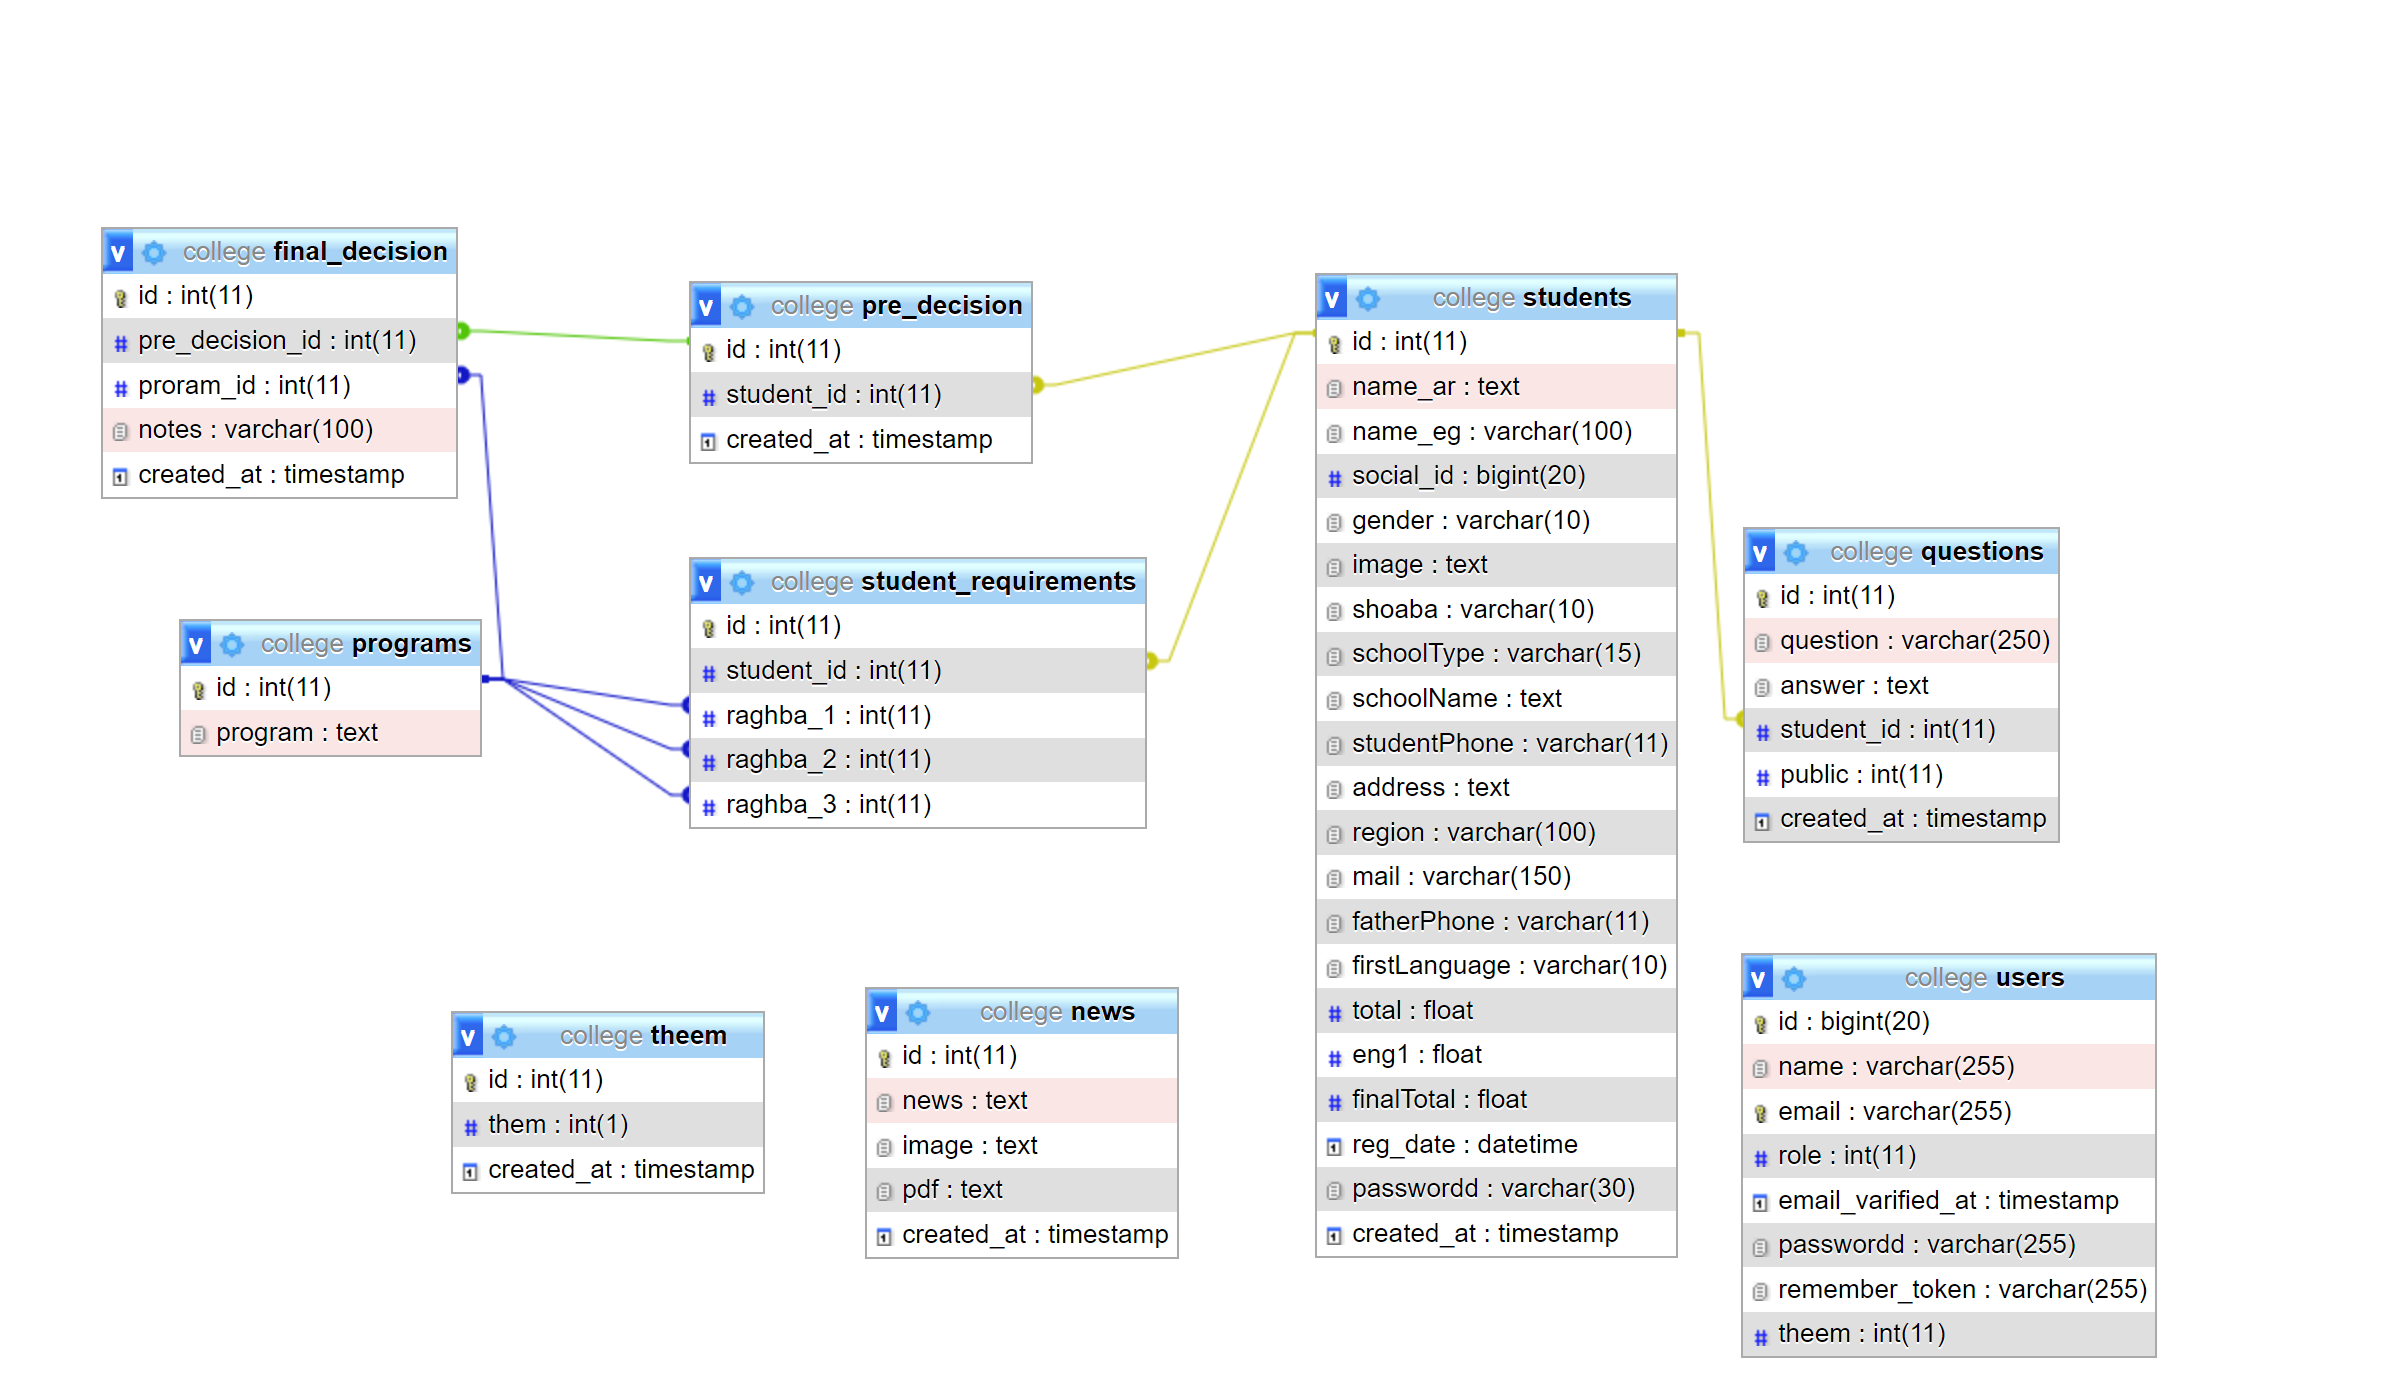 v college final_decision
id : int(11)
pre_decision_id : int(11)
proram_id : int(11)
notes : varchar(100)
created_at : timestamp
v college pre_decision
id : int(11)
student_id : int(11)
created_at : timestamp
v college students
id : int(11)
name_ar : text
name_eg : varchar(100)
social_id : bigint(20)
gender : varchar(10)
image : text
shoaba : varchar(10)
schoolType : varchar(15)
schoolName : text
studentPhone : varchar(11)
address : text
region : varchar(100)
mail : varchar(150)
fatherPhone : varchar(11)
firstLanguage : varchar(10)
total : float
eng1 : float
finalTotal : float
reg_date : datetime
passwordd : varchar(30)
created_at : timestamp
v college questions
id : int(11)
question : varchar(250)
answer : text
student_id : int(11)
public : int(11)
created_at : timestamp
v college programs
id : int(11)
program : text
v college student_requirements
id : int(11)
student_id : int(11)
raghba_1 : int(11)
raghba_2 : int(11)
raghba_3 : int(11)
v college theem
id : int(11)
them : int(1)
created_at : timestamp
v college news
id : int(11)
news : text
image : text
pdf : text
created_at : timestamp
v college users
id : bigint(20)
name : varchar(255)
email : varchar(255)
role : int(11)
email_varified_at : timestamp
passwordd : varchar(255)
remember_token : varchar(255)
theem : int(11)